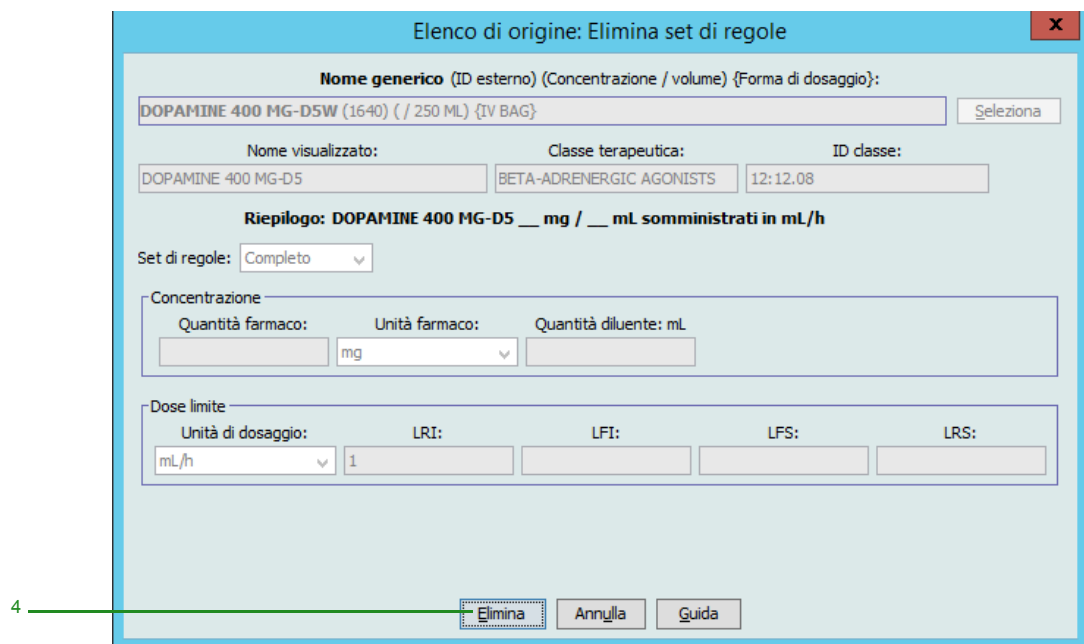 Elenco di origine: Elimina set di regole
x
Nome generico (ID esterno) (Concentrazione / volume) {Forma di dosaggio}:
DOPAMINE 400 MG-D5W (1640) ( / 250 ML) {IV BAG}
Seleziona
Nome visualizzato: Classe terapeutica: ID classe:
DOPAMINE 400 MG-D5 BETA-ADRENERGIC AGONISTS 12:12.08
Riepilogo: DOPAMINE 400 MG-D5 __ mg / __ mL somministrati in mL/h
Set di regole: Completo
Concentrazione
Quantità farmaco: Unità farmaco: Quantità diluente: mL
mg
Dose limite
Unità di dosaggio: LRI: LFI: LFS: LRS:
mL/h 1
4
Elimina Annulla Guida